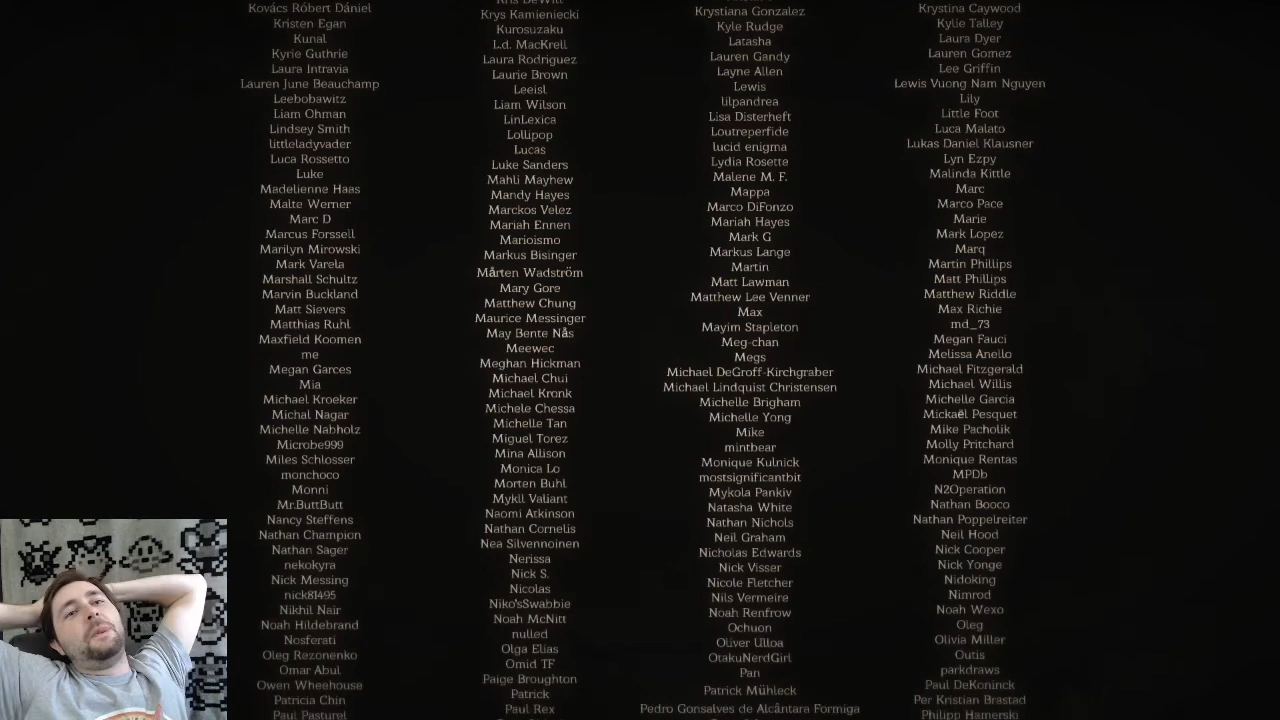 Kovács Róbert Dániel
Kristen Egan
Kunal
Kyrie Guthrie
Laura Intravia
Lauren June Beauchamp
Leebobawitz
Liam Ohman
Lindsey Smith
littleladyvader
Luca Rossetto
Luke
Madelienne Haas
Malte Werner
Marc D
Marcus Forssell
Marilyn Mirowski
Mark Varela
Marshall Schultz
Marvin Buckland
Matt Sievers
Matthias Ruhl
Maxfield Koomen
me
Megan Garces
Mia
Michael Kroeker
Michal Nagar
Michelle Nabholz
Microbe999
Miles Schlosser
monchoco
Monni
Mr.ButtButt
Nancy Steffens
Nathan Champion
Nathan Sager
nekokyra
Nick Messing
nick81495
Nikhil Nair
Noah Hildebrand
Nosferati
Oleg Rezonenko
Omar Abul
Owen Wheehouse
Patricia Chin
Paul Pasturel
Kris DeWitt
Krys Kamieniecki
Kurosuzaku
L.d. MacKrell
Laura Rodriguez
Laurie Brown
Leeisl
Liam Wilson
LinLexica
Lollipop
Lucas
Luke Sanders
Mahli Mayhew
Mandy Hayes
Marckos Velez
Mariah Ennen
Marioismo
Markus Bisinger
Mårten Wadström
Mary Gore
Matthew Chung
Maurice Messinger
May Bente Nås
Meewec
Meghan Hickman
Michael Chui
Michael Kronk
Michele Chessa
Michelle Tan
Miguel Torez
Mina Allison
Monica Lo
Morten Buhl
Mykll Valiant
Naomi Atkinson
Nathan Cornelis
Nea Silvennoinen
Nerissa
Nick S.
Nicolas
Niko'sSwabbie
Noah McNitt
nulled
Olga Elias
Omid TF
Paige Broughton
Patrick
Paul Rex
Krystiana Gonzalez
Kyle Rudge
Latasha
Lauren Gandy
Layne Allen
Lewis
lilpandrea
Lisa Disterheft
Loutreperfide
lucid enigma
Lydia Rosette
Malene M. F.
Mappa
Marco DiFonzo
Mariah Hayes
Mark G
Markus Lange
Martin
Matt Lawman
Matthew Lee Venner
Max
Mayim Stapleton
Meg-chan
Megs
Michael DeGroff-Kirchgraber
Michael Lindquist Christensen
Michelle Brigham
Michelle Yong
Mike
mintbear
Monique Kulnick
mostsignificantbit
Mykola Pankiv
Natasha White
Nathan Nichols
Neil Graham
Nicholas Edwards
Nick Visser
Nicole Fletcher
Nils Vermeire
Noah Renfrow
Ochuon
Oliver Ulloa
OtakuNerdGirl
Pan
Patrick Mühleck
Pedro Gonsalves de Alcântara Formiga
Krystina Caywood
Kylie Talley
Laura Dyer
Lauren Gomez
Lee Griffin
Lewis Vuong Nam Nguyen
Lily
Little Foot
Luca Malato
Lukas Daniel Klausner
Lyn Ezpy
Malinda Kittle
Marc
Marco Pace
Marie
Mark Lopez
Marq
Martin Phillips
Matt Phillips
Matthew Riddle
Max Richie
md_73
Megan Fauci
Melissa Anello
Michael Fitzgerald
Michael Willis
Michelle Garcia
Mickaël Pesquet
Mike Pacholik
Molly Pritchard
Monique Rentas
MPDb
N2Operation
Nathan Booco
Nathan Poppelreiter
Neil Hood
Nick Cooper
Nick Yonge
Nidoking
Nimrod
Noah Wexo
Oleg
Olivia Miller
Outis
parkdraws
Paul DeKoninck
Per Kristian Brastad
Philipp Hamerski